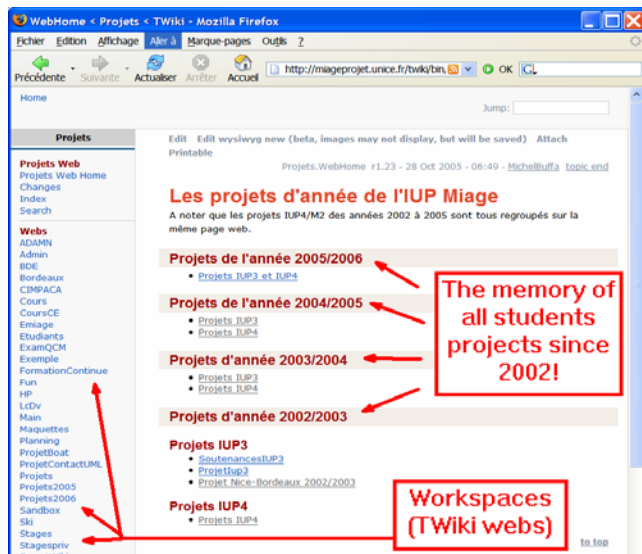 WebHome < Projets < TWiki - Mozilla Firefox
Fichier Edition Affichage Aller à Marque-pages Outils ?
Précédente Suivante Actualiser Arrêter Accueil http://miageprojet.unice.fr/twiki/bin, OK
Home
Jump:
Projets
Projets Web
Projets Web Home
Changes
Index
Search
Webs
ADAMN
Admin
BDE
Bordeaux
CIMPACA
Cours
CoursCE
Emiage
Etudiants
ExamQCM
Exemple
FormationContinue
Fun
HP
LcDv
Main
Maquettes
Planning
ProjetBoat
ProjetContactUML
Projets
Projets2005
Projets2006
Sandbox
Ski
Stages
Stagespriv
Edit Edit wysiwyg new (beta, images may not display, but will be saved) Attach
Printable
Projets.WebHome r1.23 - 28 Oct 2005 - 06:49 - MichelBuffa topic end
Les projets d'année de l'IUP Miage
A noter que les projets IUP4/M2 des années 2002 à 2005 sont tous regroupés sur la
même page web.
Projets de l'année 2005/2006
• Projets IUP3 et IUP4
Projets de l'année 2004/2005
• Projets IUP3
• Projets IUP4
Projets d'année 2003/2004
• Projets IUP3
• Projets IUP4
Projets d'année 2002/2003
Projets IUP3
• SoutenancesIUP3
• ProjetIup3
• Projet Nice-Bordeaux 2002/2003
Projets IUP4
• Projets IUP4
to top
The memory of
all students
projects since
2002!
Workspaces
(TWiki webs)